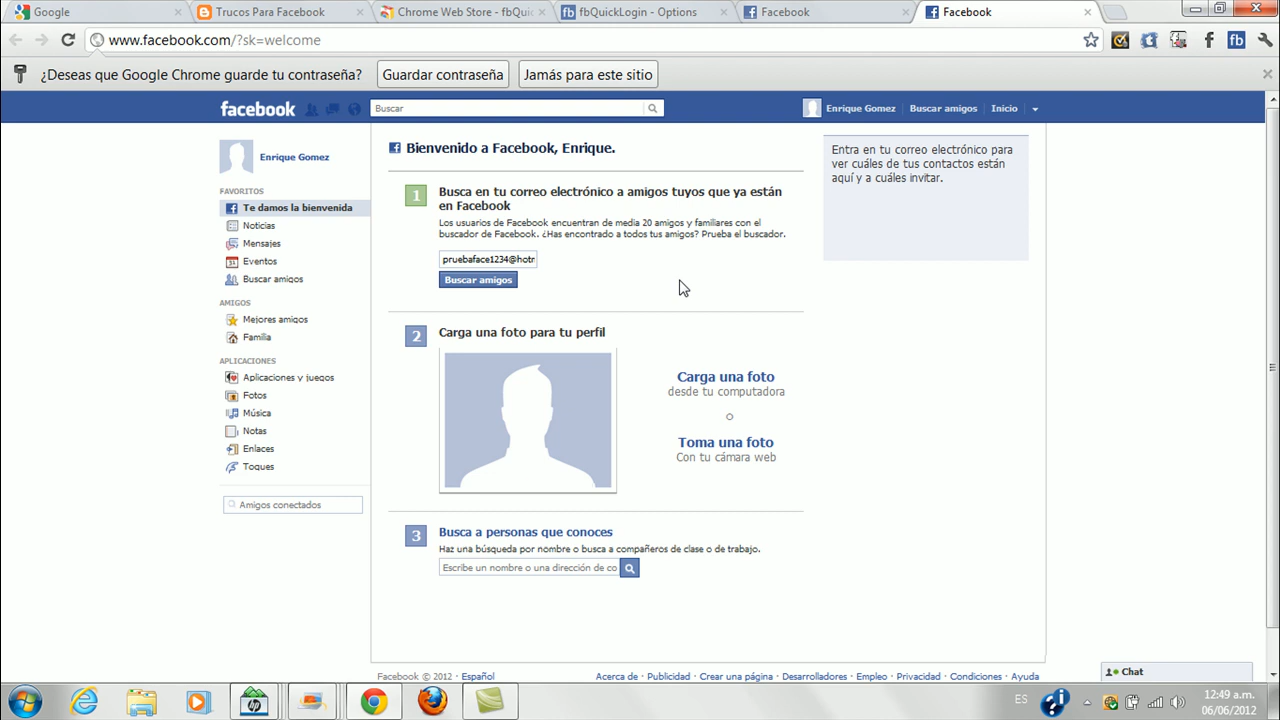 Google
Trucos Para Facebook
Chrome Web Store - fbQui
fbQuickLogin - Options
Facebook
Facebook
www.facebook.com/?sk=welcome
¿Deseas que Google Chrome guarde tu contraseña?
Guardar contraseña
Jamás para este sitio
facebook
Buscar
Enrique Gomez
Buscar amigos
Inicio
Enrique Gomez
FAVORITOS
Te damos la bienvenida
Noticias
Mensajes
Eventos
Buscar amigos
AMIGOS
Mejores amigos
Familia
APLICACIONES
Aplicaciones y juegos
Fotos
Música
Notas
Enlaces
Toques
Amigos conectados
Bienvenido a Facebook, Enrique.
1
Busca en tu correo electrónico a amigos tuyos que ya están
en Facebook
Los usuarios de Facebook encuentran de media 20 amigos y familiares con el
buscador de Facebook. ¿Has encontrado a todos tus amigos? Prueba el buscador.
pruebaface1234@hotr
Buscar amigos
2
Carga una foto para tu perfil
Carga una foto
desde tu computadora
o
Toma una foto
Con tu cámara web
3
Busca a personas que conoces
Haz una búsqueda por nombre o busca a compañeros de clase o de trabajo.
Escribe un nombre o una dirección de co
Entra en tu correo electrónico para
ver cuáles de tus contactos están
aquí y a cuáles invitar.
Facebook © 2012 · Español
Acerca de · Publicidad · Crear una página · Desarrolladores · Empleo · Privacidad · Condiciones · Ayuda
Chat
ES
12:49 a.m.
06/06/2012